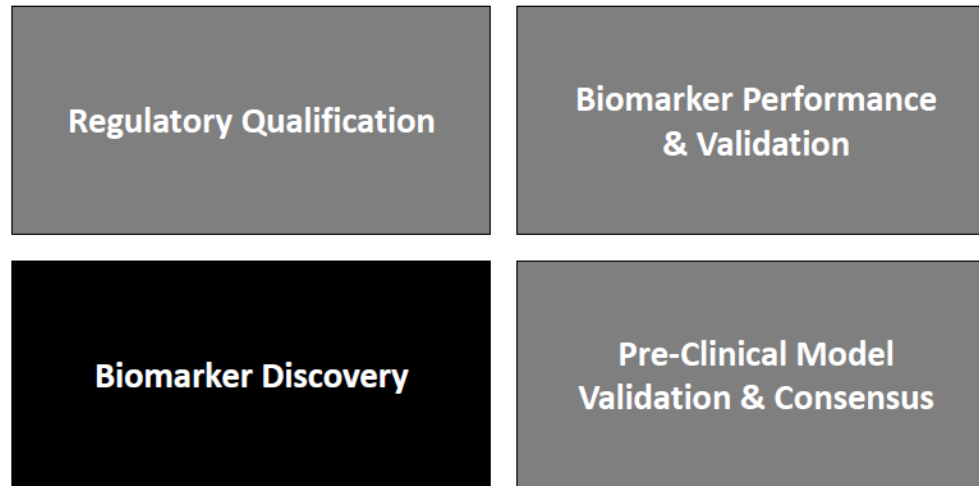 Regulatory Qualification
Biomarker Performance
& Validation
Biomarker Discovery
Pre-Clinical Model
Validation & Consensus